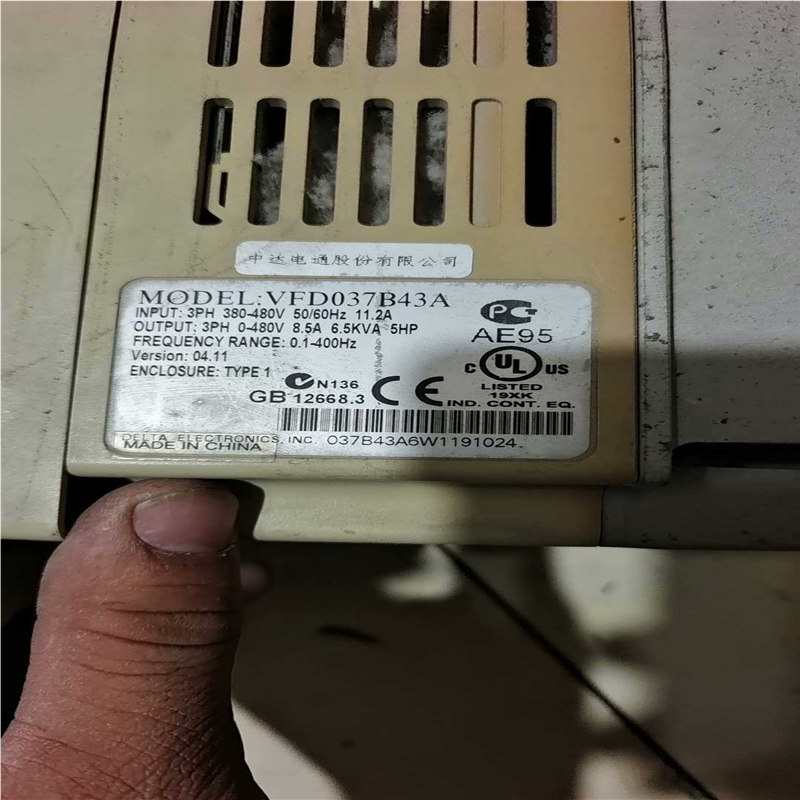 中达电通股份有限公司
MODEL:VFD037B43A
INPUT: 3PH 380-480V 50/60Hz 11.2A
OUTPUT: 3PH 0-480V 8.5A 6.5KVA 5HP
FREQUENCY RANGE: 0.1-400Hz
Version: 04.11
ENCLOSURE: TYPE 1
PC
AE95
C UL US
LISTED
19XK
IND. CONT. EQ.
N136
GB 12668.3 CE
DELTA ELECTRONICS, INC. 037B43A6W1191024
MADE IN CHINA